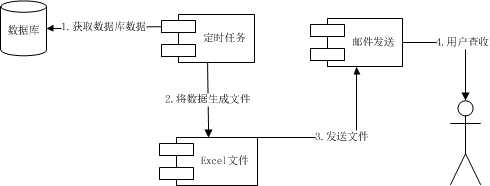 数据库
1.获取数据库数据
定时任务
邮件发送
4.用户查收
2.将数据生成文件
3.发送文件
Excel文件